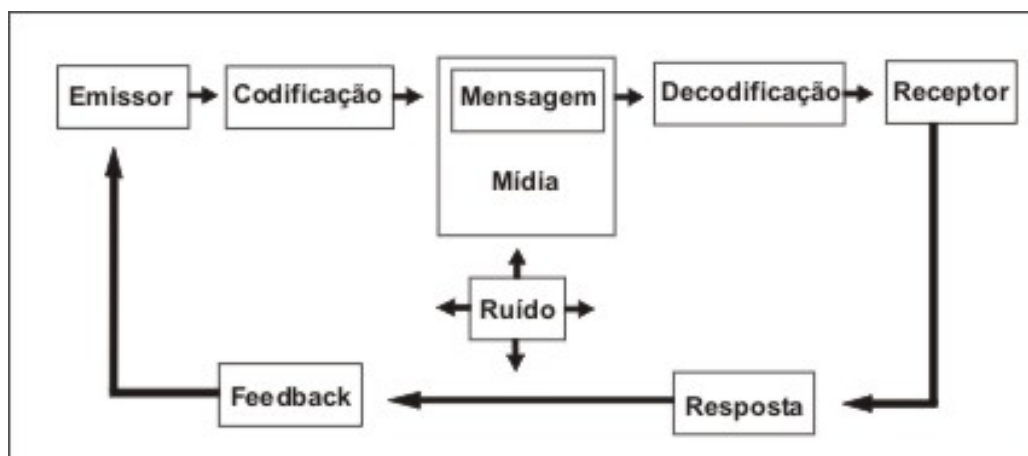 Emissor
Codificação
Mensagem
Mídia
Decodificação
Receptor
Ruído
Feedback
Resposta